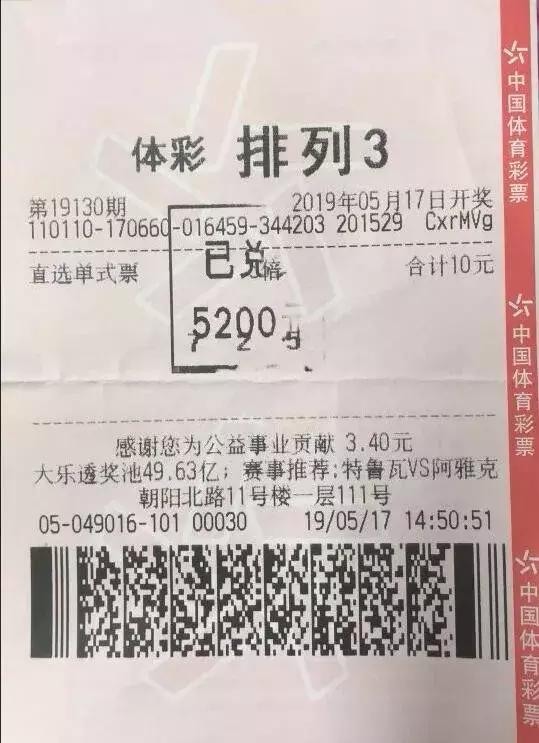 体彩 排列3
第19130期 2019年05月17日开奖
110110-170660-016459-344203 201529 CxrMVg
直选单式票 倍 合计10元
已兑
5200元
感谢您为公益事业贡献 3.40元
大乐透奖池49.63亿；赛事推荐:特鲁瓦VS阿雅克
朝阳北路11号楼一层111号
05-049016-101 00030 19/05/17 14:50:51
中国体育彩票
中国体育彩票
中国体育彩票